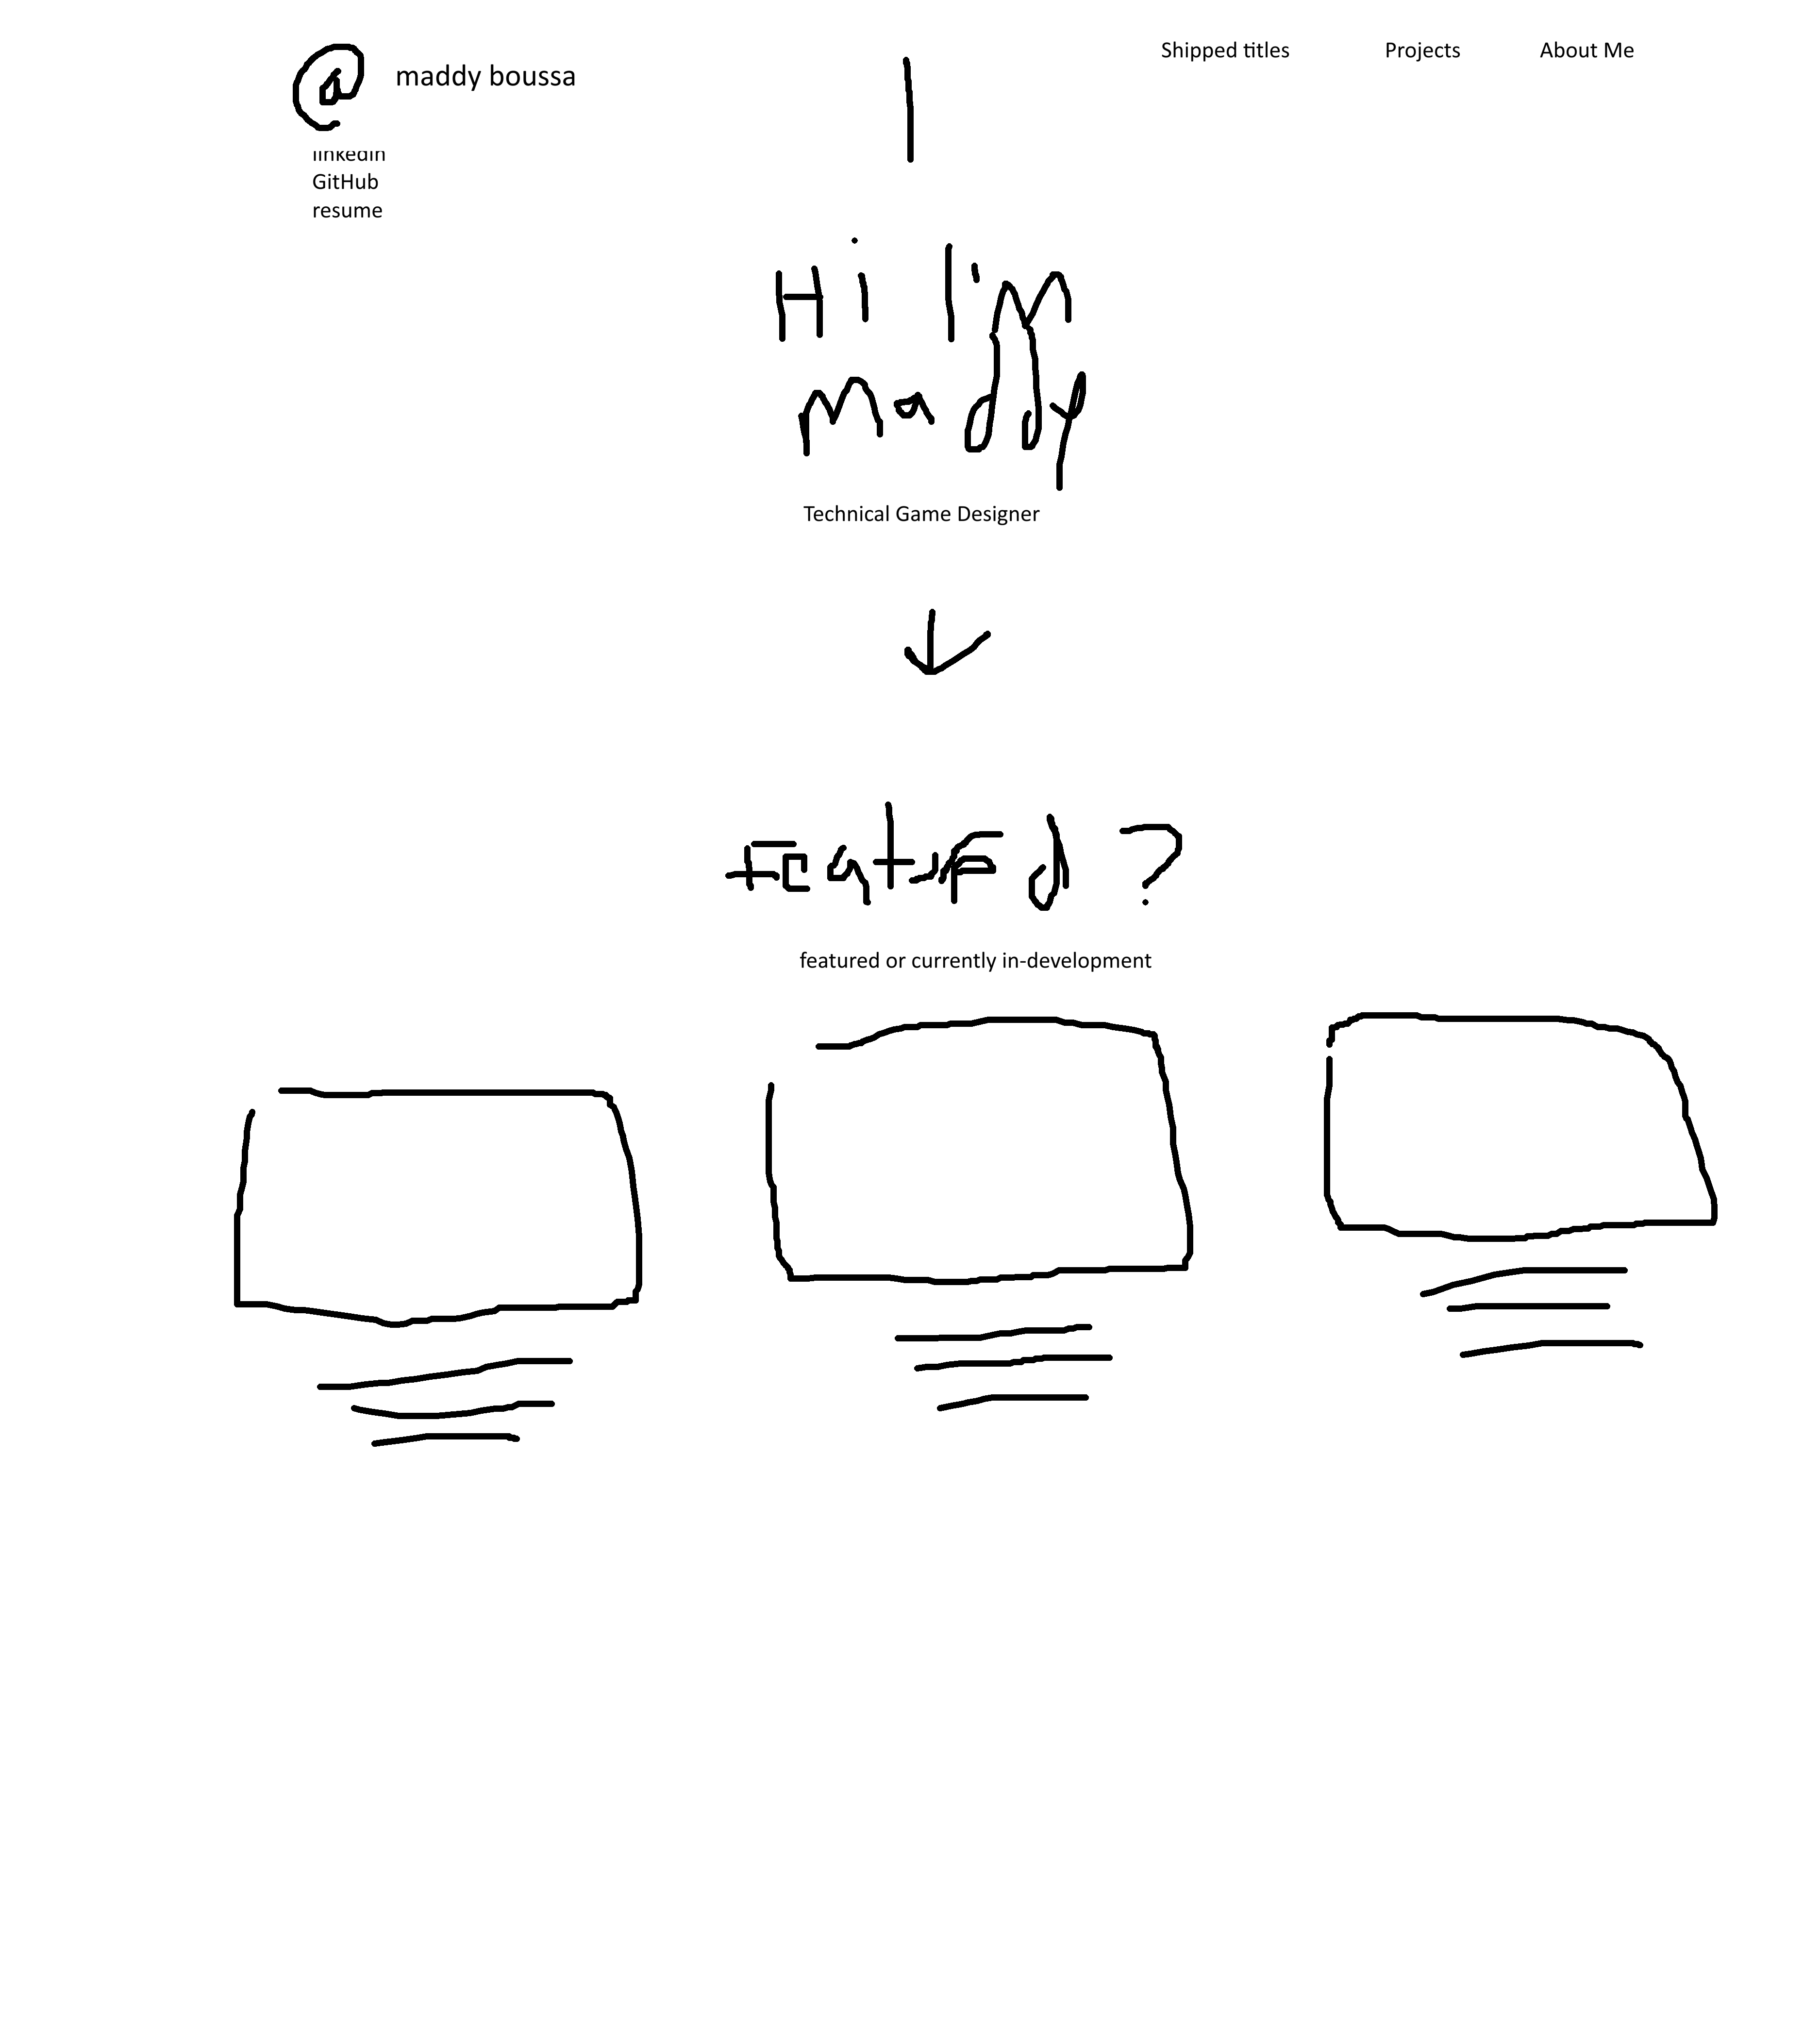 @ maddy boussa
Shipped titles Projects About Me
linkedin
GitHub
resume
Hi I'm
Maddy
Technical Game Designer
Featured ?
featured or currently in-development